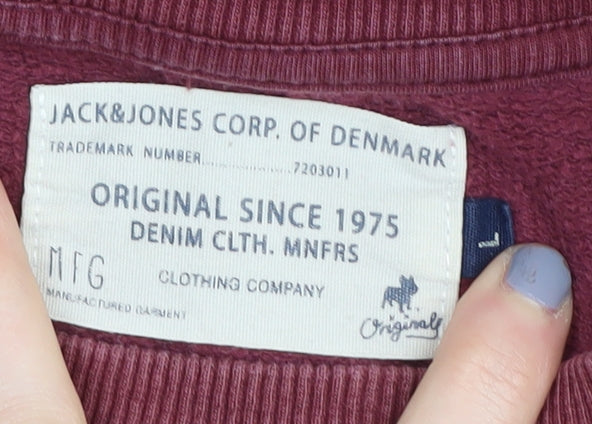 JACK&JONES CORP. OF DENMARK
TRADEMARK NUMBER......................7203011
ORIGINAL SINCE 1975
DENIM CLTH. MNFRS
MFG
CLOTHING COMPANY
MANUFACTURED GARMENT
Originals
L